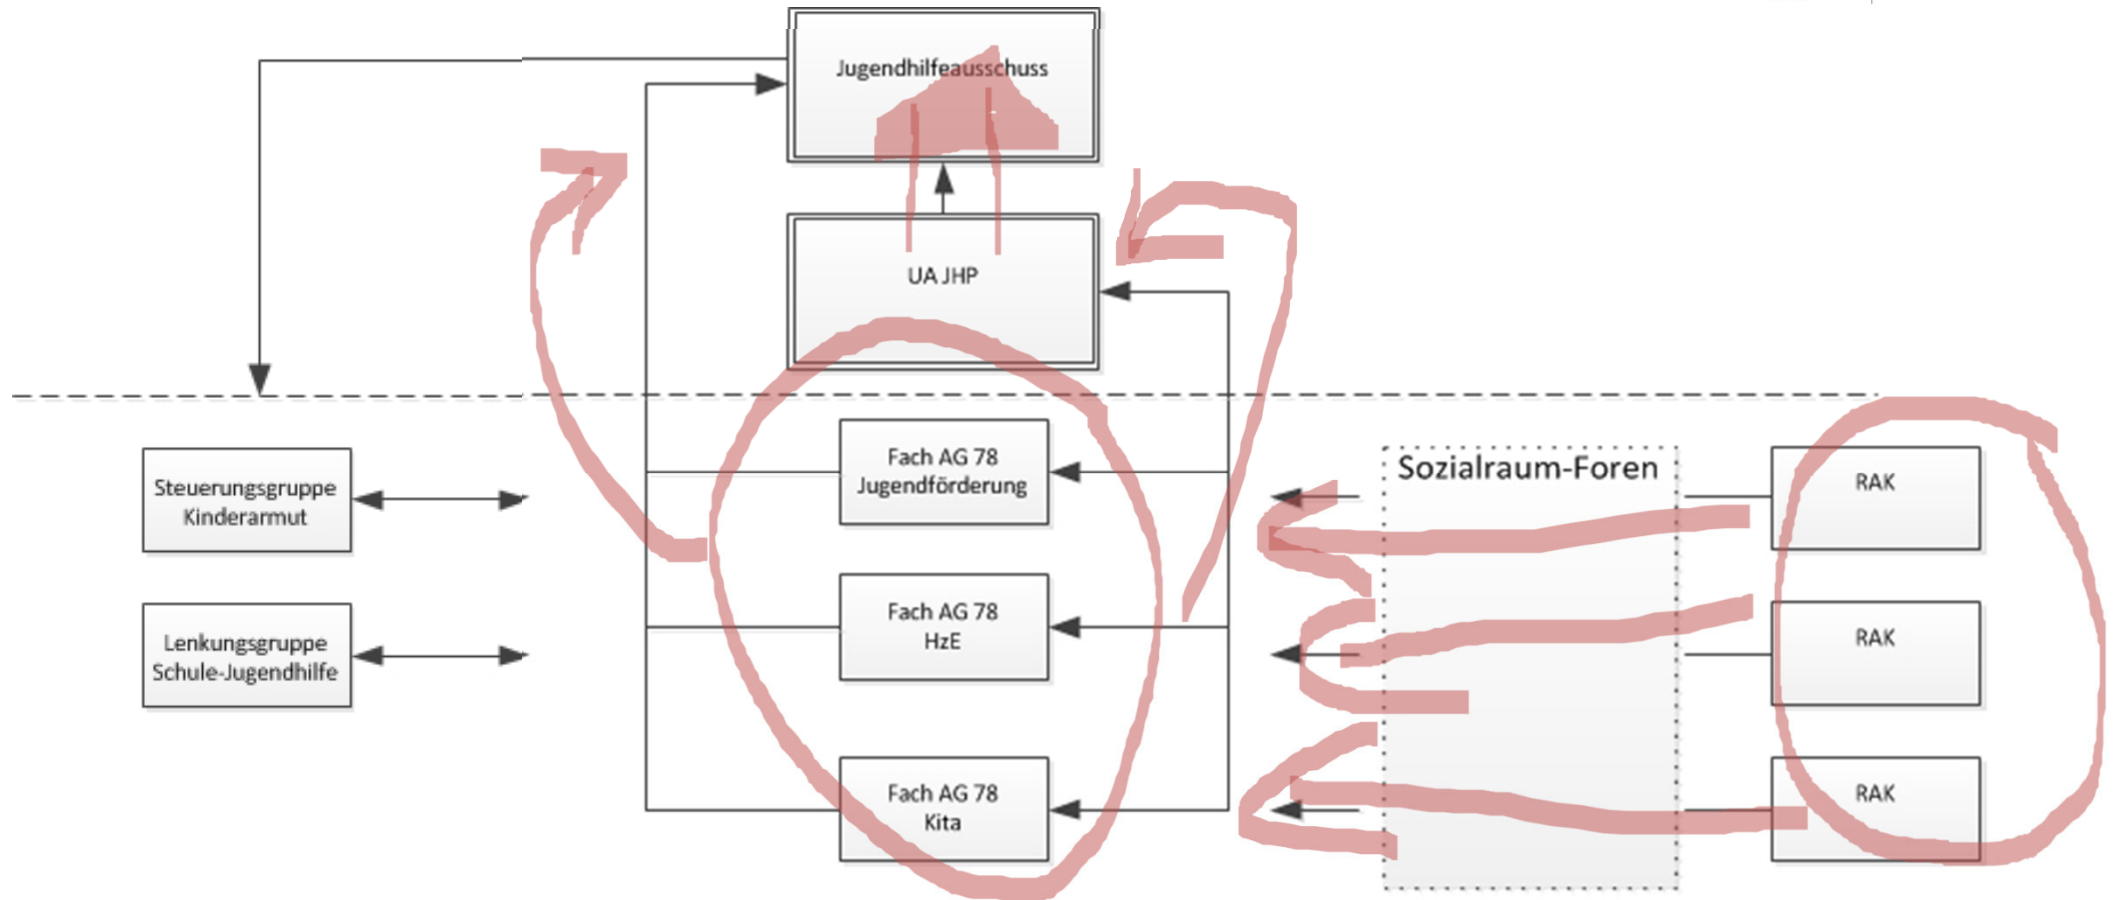 Jugendhilfeausschuss
UA JHP
Steuerungsgruppe
Kinderarmut
Fach AG 78
Jugendförderung
Sozialraum-Foren
RAK
Lenkungsgruppe
Schule-Jugendhilfe
Fach AG 78
HzE
RAK
Fach AG 78
Kita
RAK